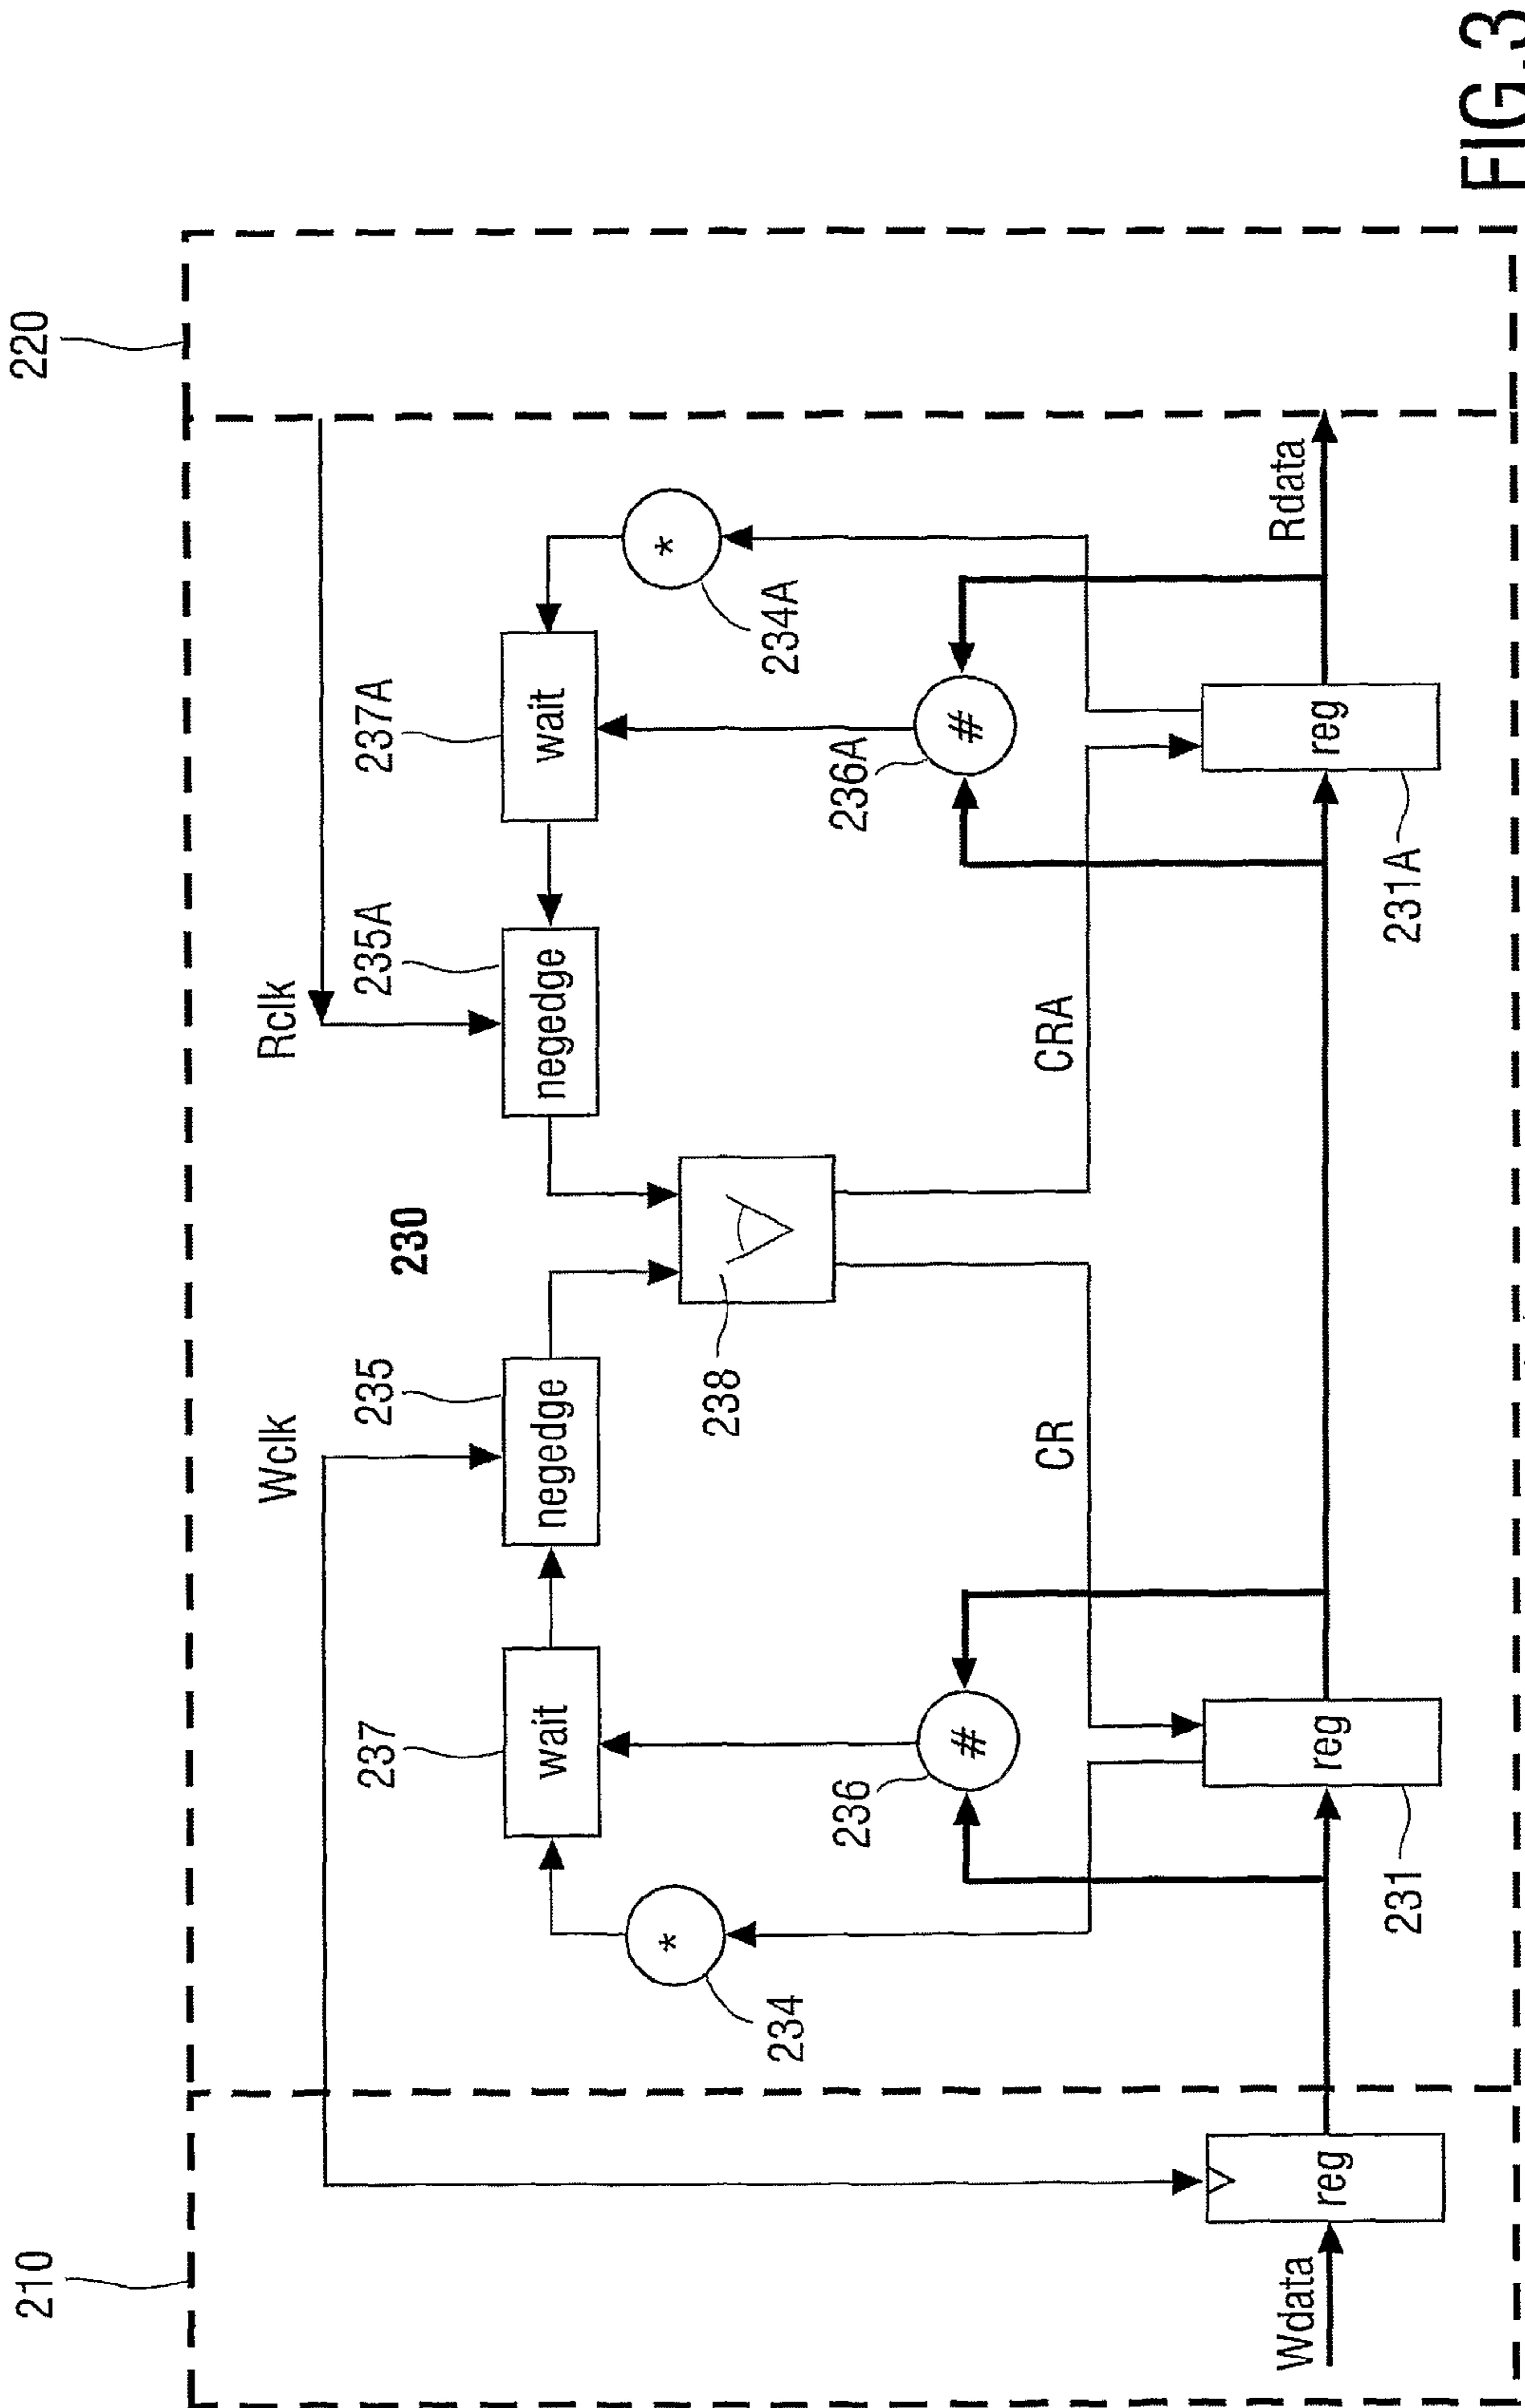 210
220
Wclk
Rclk
237
235
230
235A
237A
wait
negedge
negedge
wait
234
*
238
*
234A
236
#
CR
CRA
236A
#
Wdata
reg
reg
231
231A
reg
Rdata
FIG.3